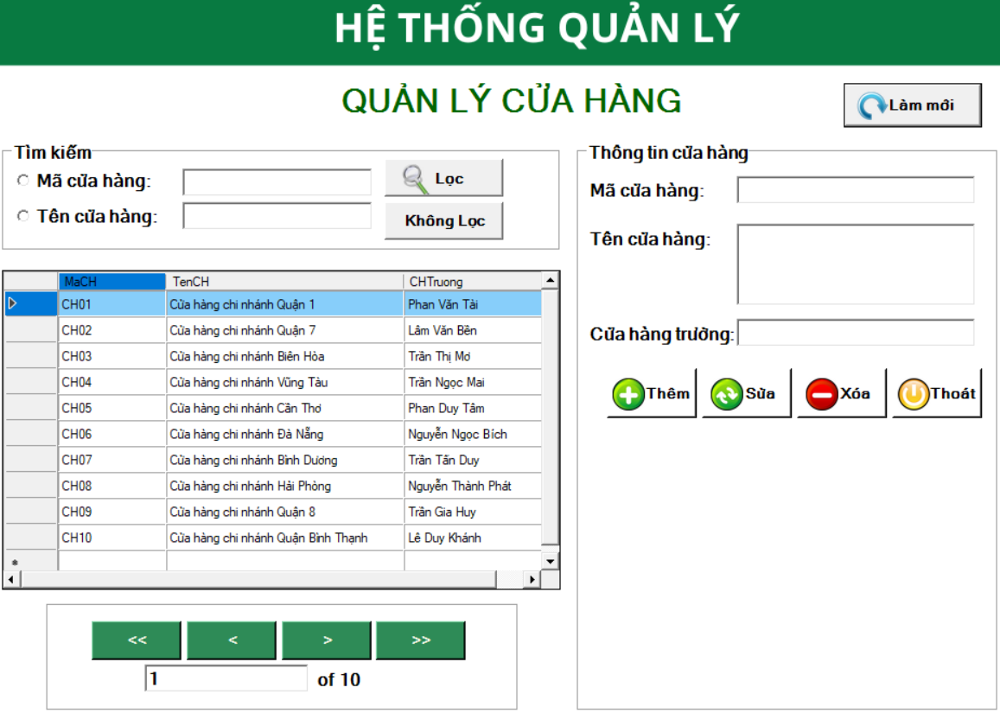 HỆ THỐNG QUẢN LÝ
QUẢN LÝ CỬA HÀNG
Làm mới
Tìm kiếm
Mã cửa hàng:
Lọc
Tên cửa hàng:
Không Lọc
MaCH TenCH CHTruong
CH01 Cửa hàng chi nhánh Quận 1 Phan Văn Tài
CH02 Cửa hàng chi nhánh Quận 7 Lâm Văn Bền
CH03 Cửa hàng chi nhánh Biên Hòa Trần Thị Mơ
CH04 Cửa hàng chi nhánh Vũng Tàu Trần Ngọc Mai
CH05 Cửa hàng chi nhánh Cần Thơ Phan Duy Tâm
CH06 Cửa hàng chi nhánh Đà Nẵng Nguyễn Ngọc Bích
CH07 Cửa hàng chi nhánh Bình Dương Trần Tấn Duy
CH08 Cửa hàng chi nhánh Hải Phòng Nguyễn Thành Phát
CH09 Cửa hàng chi nhánh Quận 8 Trần Gia Huy
CH10 Cửa hàng chi nhánh Quận Bình Thạnh Lê Duy Khánh
*
<< < > >>
1 of 10
Thông tin cửa hàng
Mã cửa hàng:
Tên cửa hàng:
Cửa hàng trưởng:
Thêm Sửa Xóa Thoát